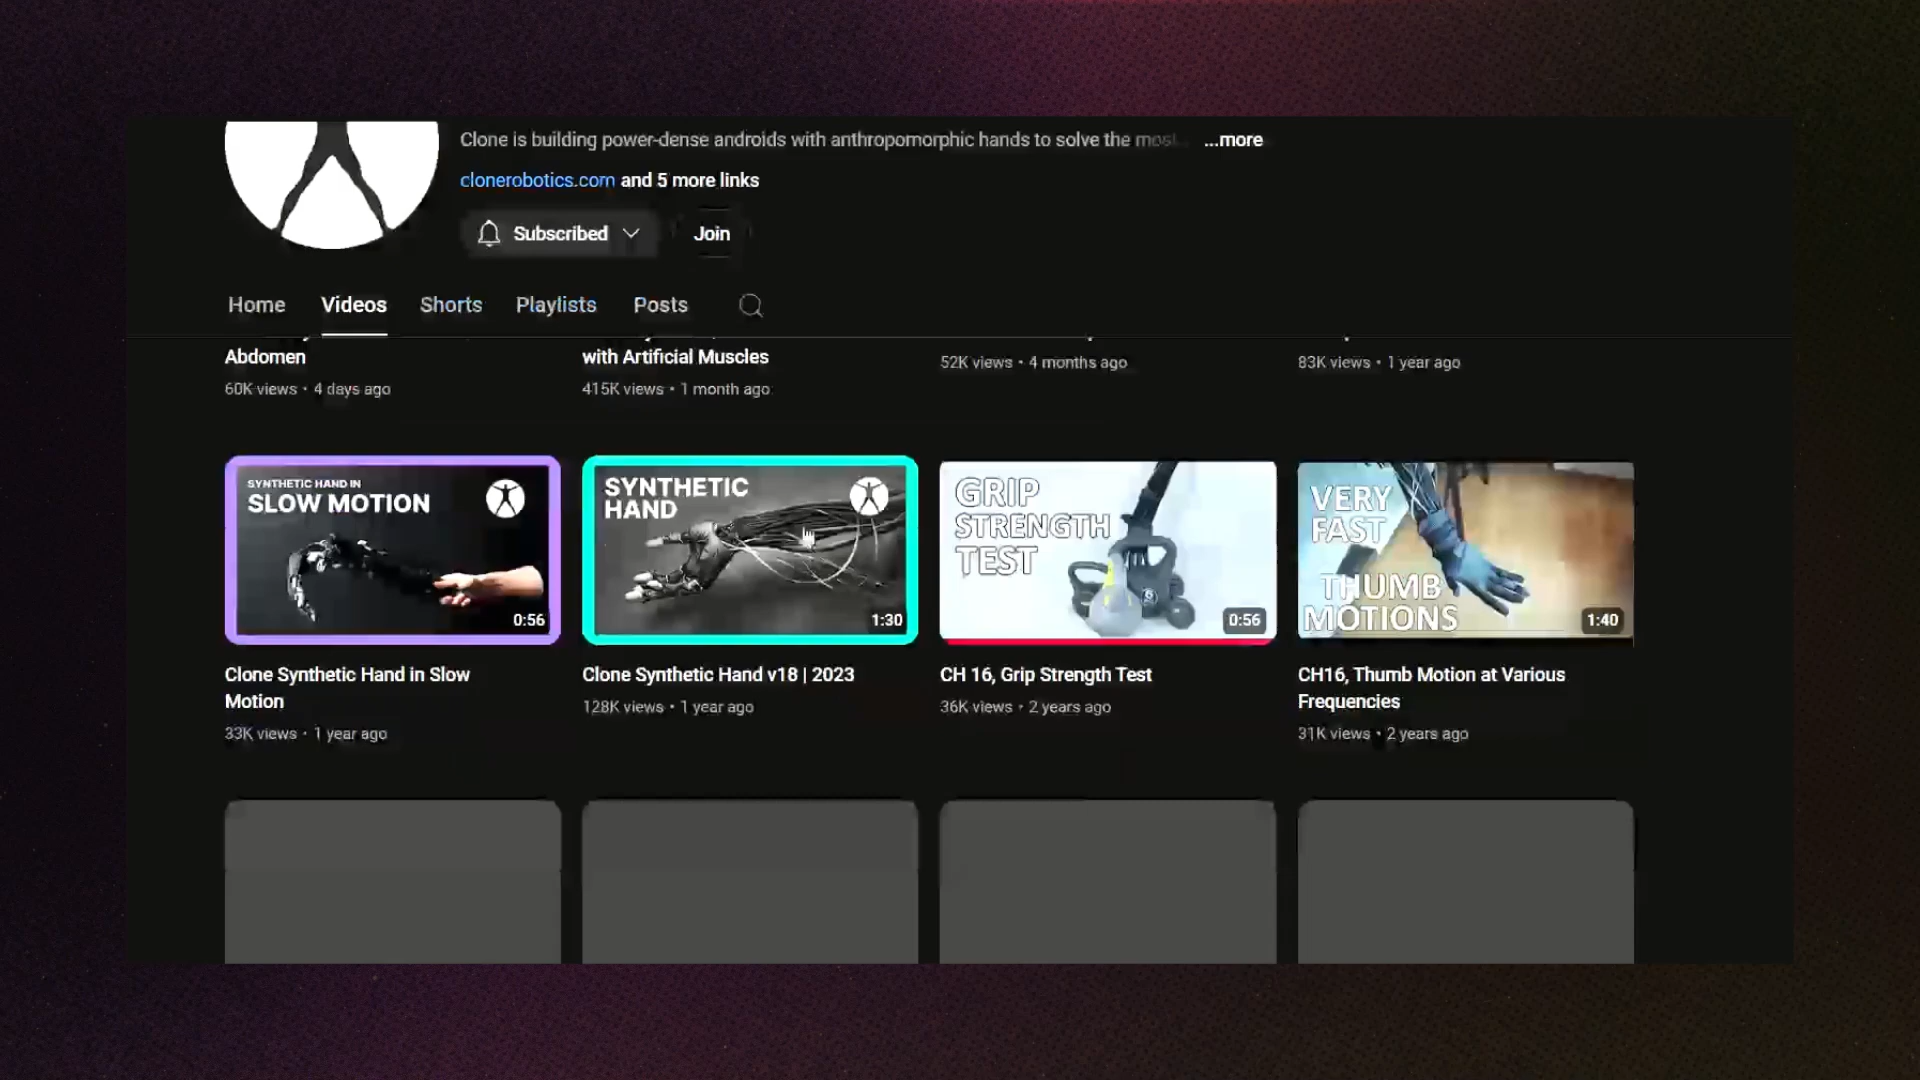 Clone is building power-dense androids with anthropomorphic hands to solve the most ...more
clonerobotics.com and 5 more links
Subscribed
Join
Home Videos Shorts Playlists Posts
Abdomen
60K views • 4 days ago
with Artificial Muscles
415K views • 1 month ago
52K views • 4 months ago
83K views • 1 year ago
SYNTHETIC HAND IN
SLOW MOTION
0:56
Clone Synthetic Hand in Slow
Motion
33K views • 1 year ago
SYNTHETIC
HAND
1:30
Clone Synthetic Hand v18 | 2023
128K views • 1 year ago
GRIP
STRENGTH
TEST
0:56
CH 16, Grip Strength Test
36K views • 2 years ago
VERY
FAST
THUMB
MOTIONS
1:40
CH16, Thumb Motion at Various
Frequencies
31K views • 2 years ago